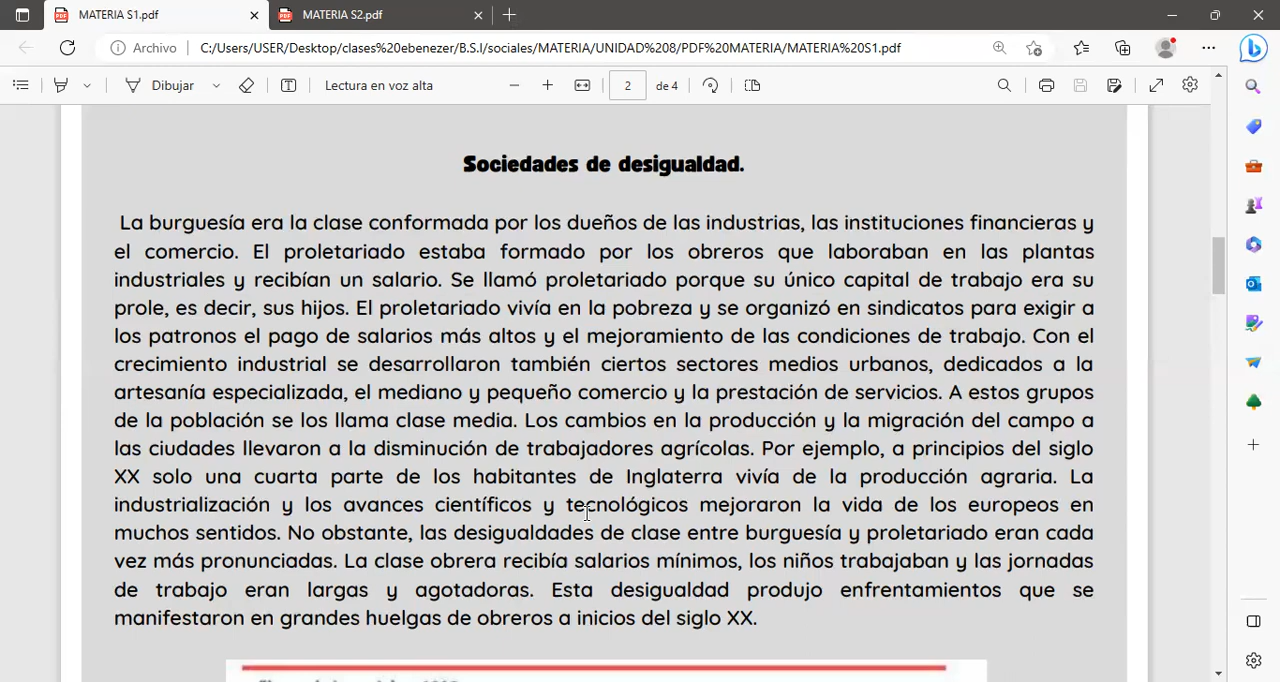 MATERIA S1.pdf
MATERIA S2.pdf
Archivo
C:/Users/USER/Desktop/clases%20ebenezer/B.S.I/sociales/MATERIA/UNIDAD%208/PDF%20MATERIA/MATERIA%20S1.pdf
Dibujar
Lectura en voz alta
2
de 4
Sociedades de desigualdad.
La burguesía era la clase conformada por los dueños de las industrias, las instituciones financieras y
el comercio. El proletariado estaba formado por los obreros que laboraban en las plantas
industriales y recibían un salario. Se llamó proletariado porque su único capital de trabajo era su
prole, es decir, sus hijos. El proletariado vivía en la pobreza y se organizó en sindicatos para exigir a
los patronos el pago de salarios más altos y el mejoramiento de las condiciones de trabajo. Con el
crecimiento industrial se desarrollaron también ciertos sectores medios urbanos, dedicados a la
artesanía especializada, el mediano y pequeño comercio y la prestación de servicios. A estos grupos
de la población se los llama clase media. Los cambios en la producción y la migración del campo a
las ciudades llevaron a la disminución de trabajadores agrícolas. Por ejemplo, a principios del siglo
XX solo una cuarta parte de los habitantes de Inglaterra vivía de la producción agraria. La
industrialización y los avances científicos y tecnológicos mejoraron la vida de los europeos en
muchos sentidos. No obstante, las desigualdades de clase entre burguesía y proletariado eran cada
vez más pronunciadas. La clase obrera recibía salarios mínimos, los niños trabajaban y las jornadas
de trabajo eran largas y agotadoras. Esta desigualdad produjo enfrentamientos que se
manifestaron en grandes huelgas de obreros a inicios del siglo XX.